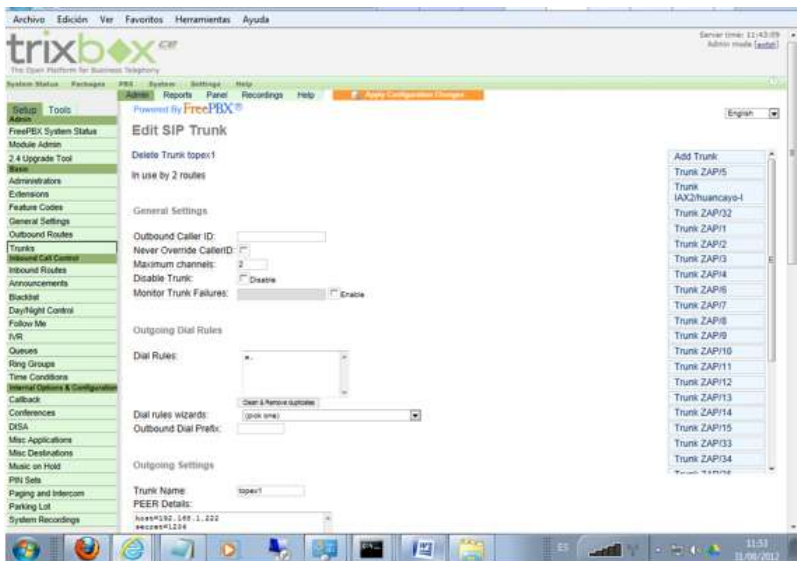 Archivo Edición Ver Favoritos Herramientas Ayuda
trixbox CE
The Open Platform for Business Telephony
Server time: 11:43:09
Admin mode [switch]
System Status Packages PBX System Settings Help
Admin Reports Panel Recordings Help Apply Configuration Changes
Setup Tools
Powered By FreePBX®
English
Admin
FreePBX System Status
Module Admin
2.4 Upgrade Tool
Basic
Administrators
Extensions
Feature Codes
General Settings
Outbound Routes
Trunks
Inbound Call Control
Inbound Routes
Announcements
Blacklist
Day/Night Control
Follow Me
IVR
Queues
Ring Groups
Time Conditions
Internal Options & Configuration
Callback
Conferences
DISA
Misc Applications
Misc Destinations
Music on Hold
PIN Sets
Paging and Intercom
Parking Lot
System Recordings
Edit SIP Trunk
Delete Trunk topex1
In use by 2 routes
General Settings
Outbound Caller ID:
Never Override CallerID:
Maximum channels: 2
Disable Trunk: Disable
Monitor Trunk Failures: Enable
Outgoing Dial Rules
Dial Rules:
Clean & Remove duplicates
Dial rules wizards: (pick one)
Outbound Dial Prefix:
Outgoing Settings
Trunk Name: topex1
PEER Details:
host=192.168.1.222
secret=1234
Add Trunk
Trunk ZAP/5
Trunk
IAX2/huancayo-l
Trunk ZAP/32
Trunk ZAP/1
Trunk ZAP/2
Trunk ZAP/3
Trunk ZAP/4
Trunk ZAP/6
Trunk ZAP/7
Trunk ZAP/8
Trunk ZAP/9
Trunk ZAP/10
Trunk ZAP/11
Trunk ZAP/12
Trunk ZAP/13
Trunk ZAP/14
Trunk ZAP/15
Trunk ZAP/33
Trunk ZAP/34
ES
11:53
31/08/2012